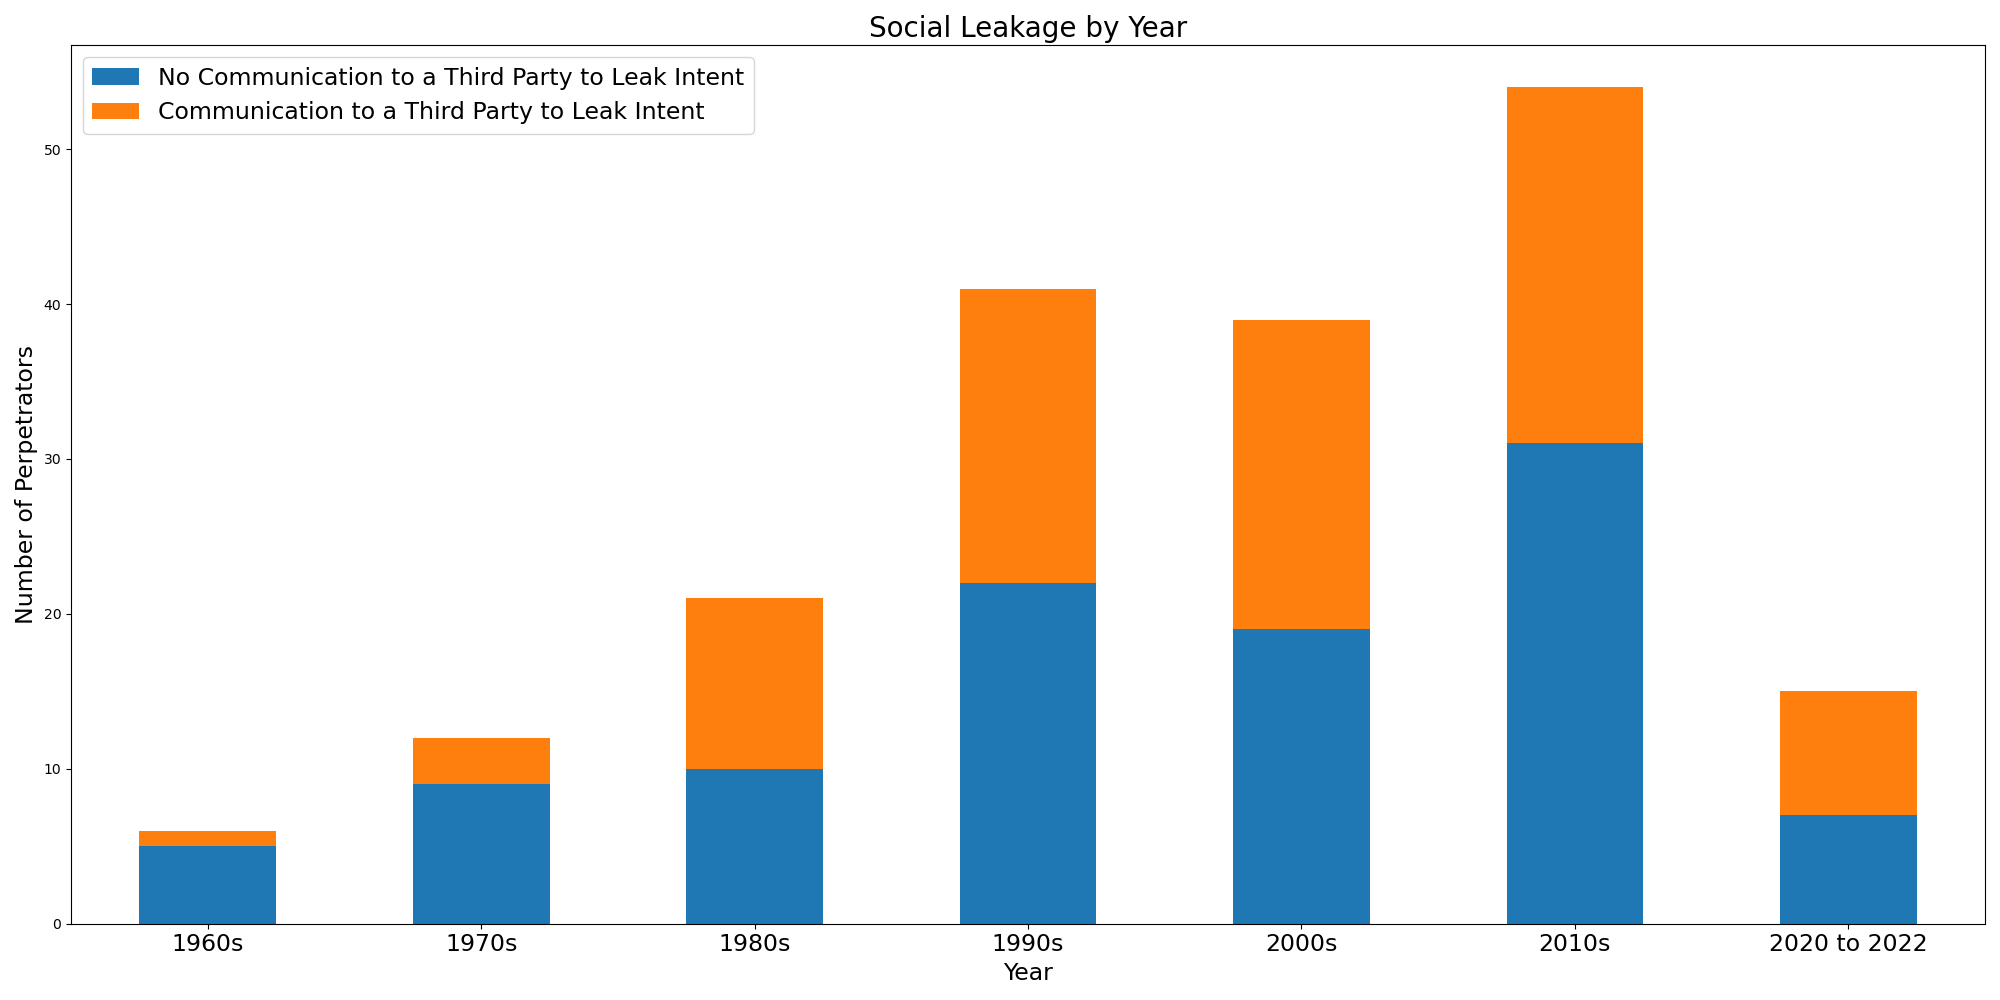 Social Leakage by Year
No Communication to a Third Party to Leak Intent
Communication to a Third Party to Leak Intent
Number of Perpetrators
50
40
30
20
10
0
1960s 1970s 1980s 1990s 2000s 2010s 2020 to 2022
Year